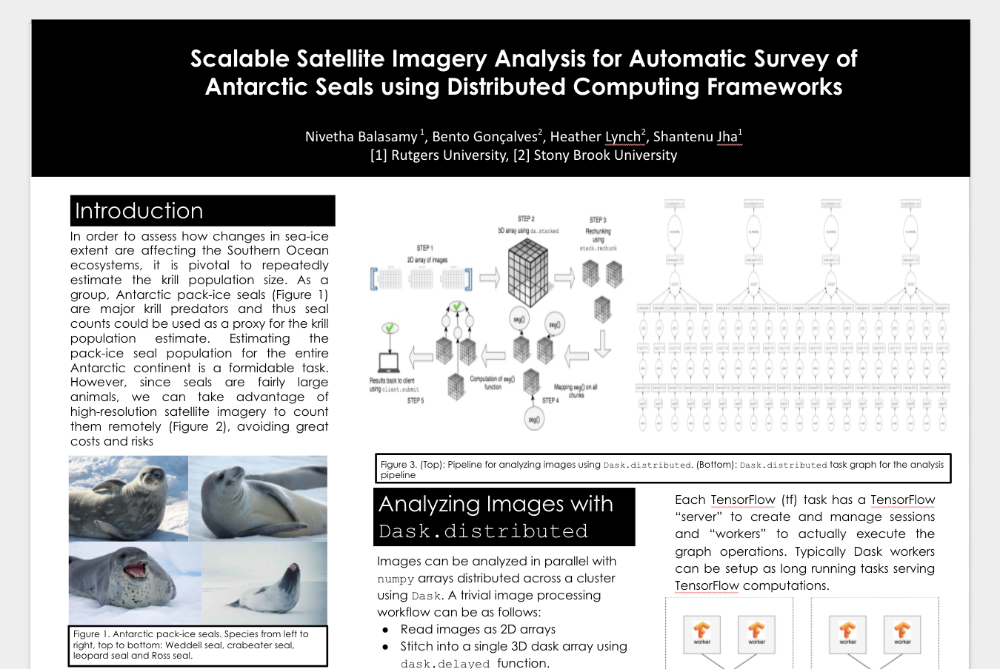 Scalable Satellite Imagery Analysis for Automatic Survey of
Antarctic Seals using Distributed Computing Frameworks
Nivetha Balasamy 1, Bento Gonçalves2, Heather Lynch2, Shantenu Jha1
[1] Rutgers University, [2] Stony Brook University
Introduction
In order to assess how changes in sea-ice
extent are affecting the Southern Ocean
ecosystems, it is pivotal to repeatedly
estimate the krill population size. As a
group, Antarctic pack-ice seals (Figure 1)
are major krill predators and thus seal
counts could be used as a proxy for the krill
population estimate. Estimating the
pack-ice seal population for the entire
Antarctic continent is a formidable task.
However, since seals are fairly large
animals, we can take advantage of
high-resolution satellite imagery to count
them remotely (Figure 2), avoiding great
costs and risks
Figure 1. Antarctic pack-ice seals. Species from left to
right, top to bottom: Weddell seal, crabeater seal,
leopard seal and Ross seal.
STEP 1
2D array of images
STEP 2
3D array using da.stacked
STEP 3
Rechunking
using
stack.rechunk
seg()
seg()
seg()
Mapping seg() on all
chunks
STEP 4
Computation of seg()
function
Results back to client
using client.submit
STEP 5
Figure 3. (Top): Pipeline for analyzing images using Dask.distributed. (Bottom): Dask.distributed task graph for the analysis
pipeline
Analyzing Images with
Dask.distributed
Images can be analyzed in parallel with
numpy arrays distributed across a cluster
using Dask. A trivial image processing
workflow can be as follows:
● Read images as 2D arrays
● Stitch into a single 3D dask array using
dask.delayed function.
Each TensorFlow (tf) task has a TensorFlow
“server” to create and manage sessions
and “workers” to actually execute the
graph operations. Typically Dask workers
can be setup as long running tasks serving
TensorFlow computations.
worker
worker
worker
worker